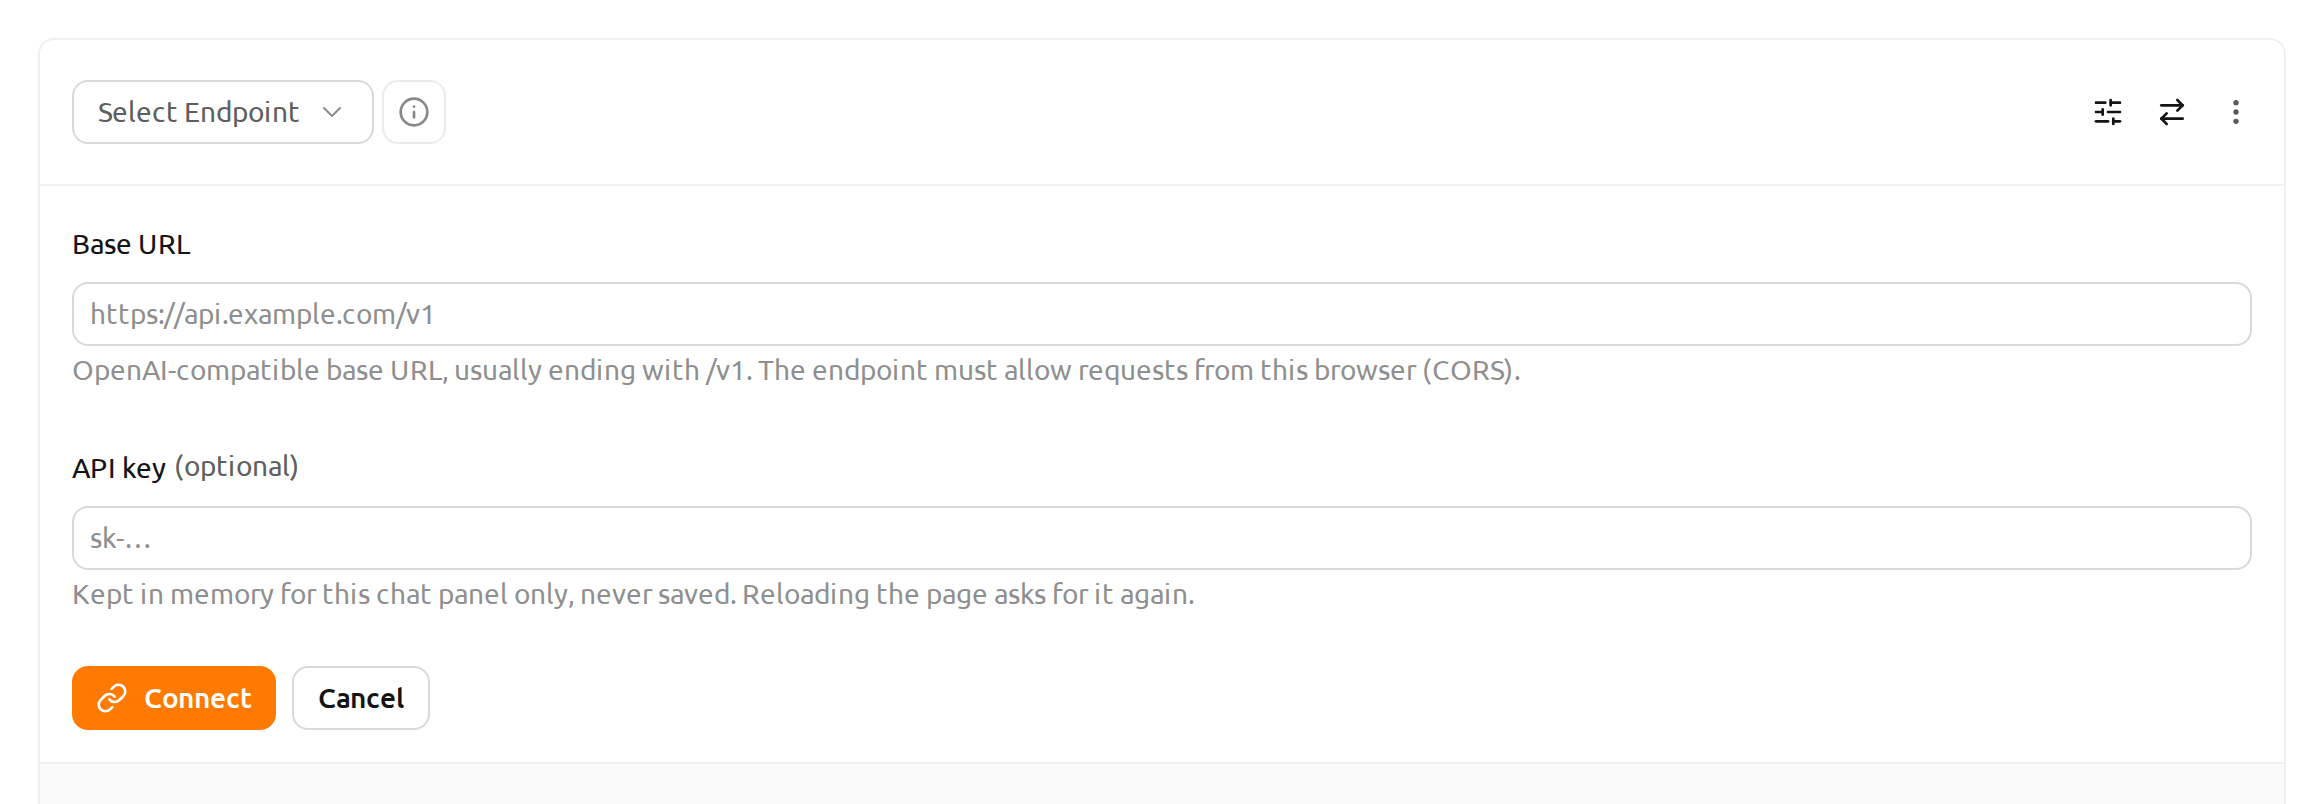 Select Endpoint
Base URL
https://api.example.com/v1
OpenAI-compatible base URL, usually ending with /v1. The endpoint must allow requests from this browser (CORS).
API key (optional)
sk-...
Kept in memory for this chat panel only, never saved. Reloading the page asks for it again.
Connect
Cancel